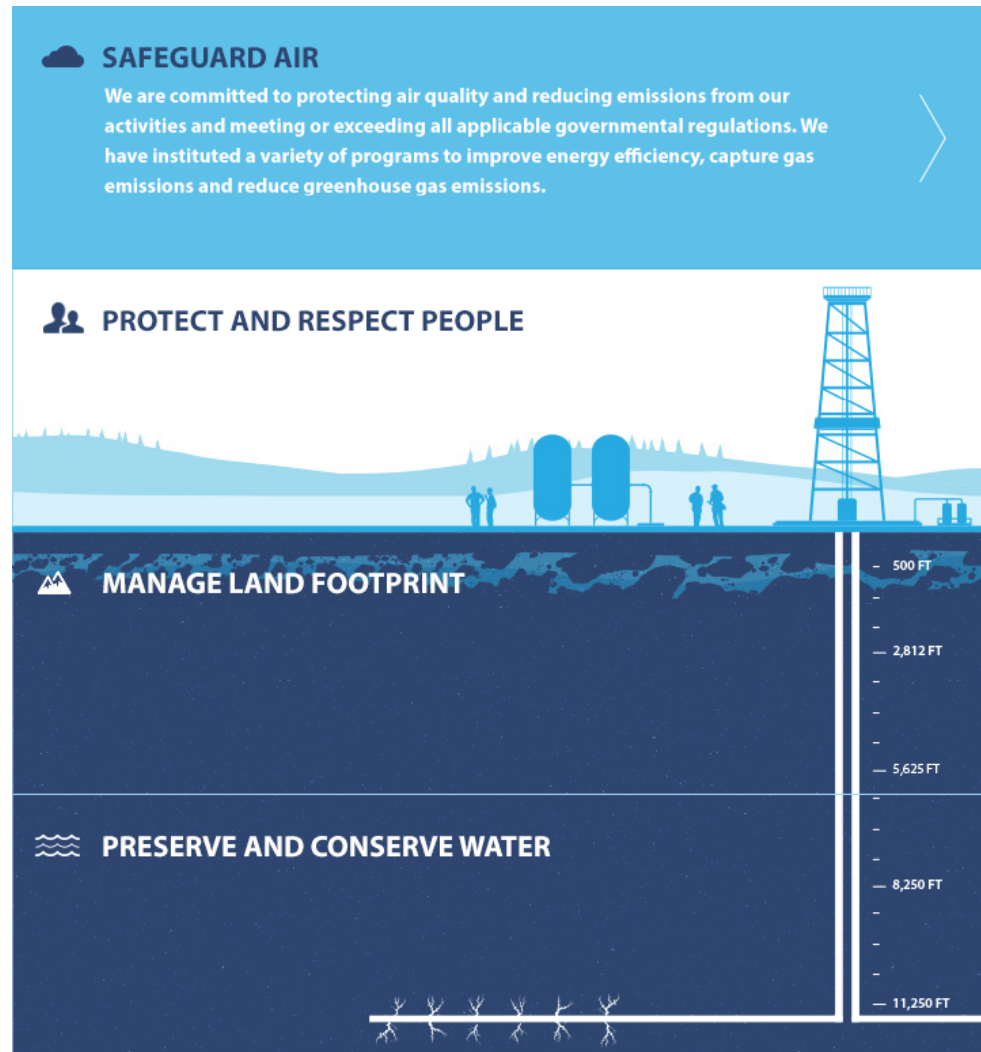 SAFEGUARD AIR
We are committed to protecting air quality and reducing emissions from our
activities and meeting or exceeding all applicable governmental regulations. We
have instituted a variety of programs to improve energy efficiency, capture gas
emissions and reduce greenhouse gas emissions.
PROTECT AND RESPECT PEOPLE
MANAGE LAND FOOTPRINT
500 FT
2,812 FT
5,625 FT
PRESERVE AND CONSERVE WATER
8,250 FT
11,250 FT